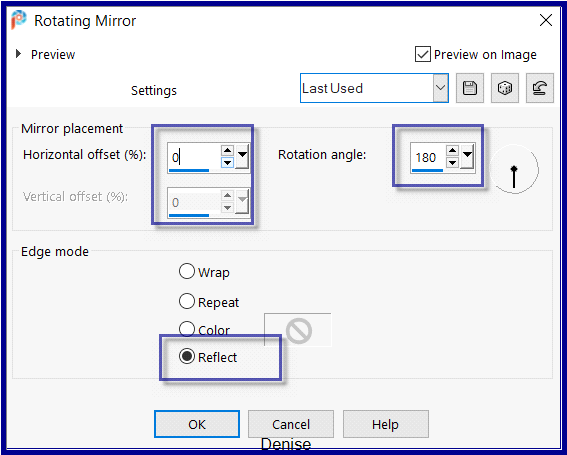 Rotating Mirror
Preview
Preview on Image
Settings
Last Used
Mirror placement
Horizontal offset (%):
0
Rotation angle:
180
Vertical offset (%):
0
Edge mode
Wrap
Repeat
Color
Reflect
OK
Cancel
Help
Denise